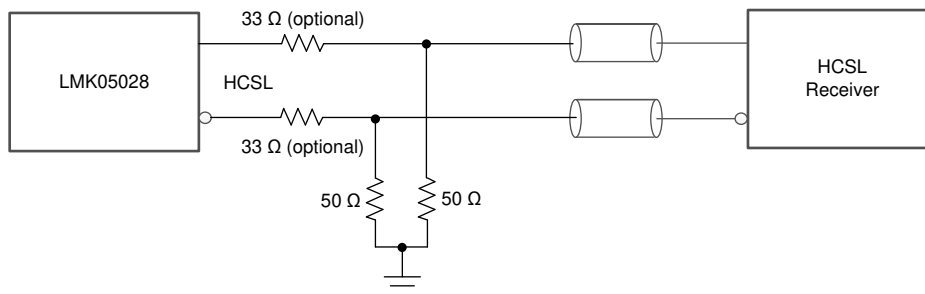 33 Ω (optional)
LMK05028
HCSL
HCSL
Receiver
33 Ω (optional)
50 Ω
50 Ω